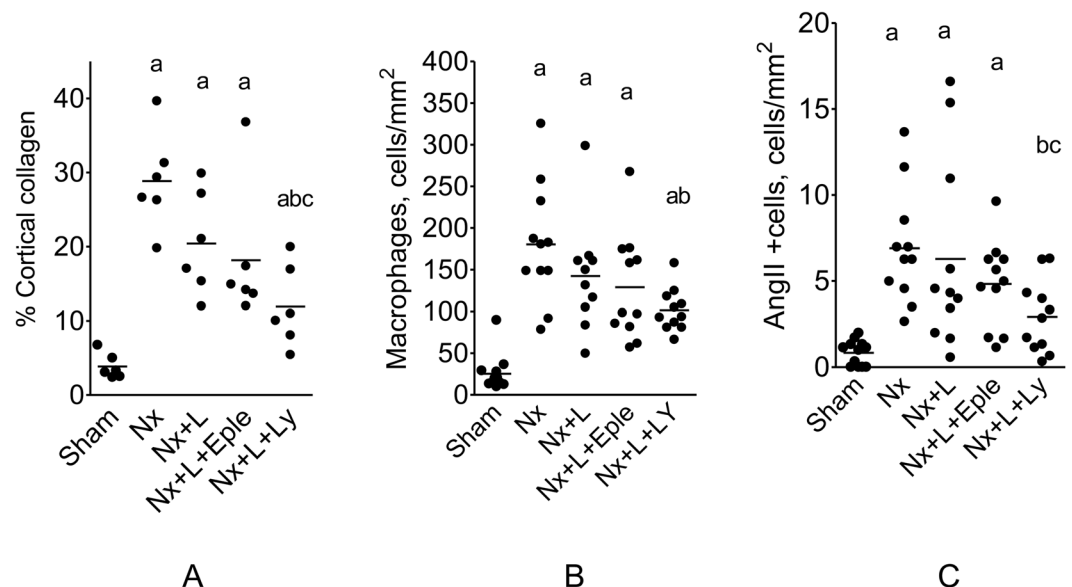 % Cortical collagen
40
30
20
10
0
a
a
a
abc
Sham
Nx
Nx+L
Nx+L+Eple
Nx+L+Ly
A
Macrophages, cells/mm²
400
350
300
250
200
150
100
50
0
a
a
a
ab
Sham
Nx
Nx+L
Nx+L+Eple
Nx+L+LY
B
AngII +cells, cells/mm²
20
15
10
5
0
a
a
a
bc
Sham
Nx
Nx+L
Nx+L+Eple
Nx+L+Ly
C